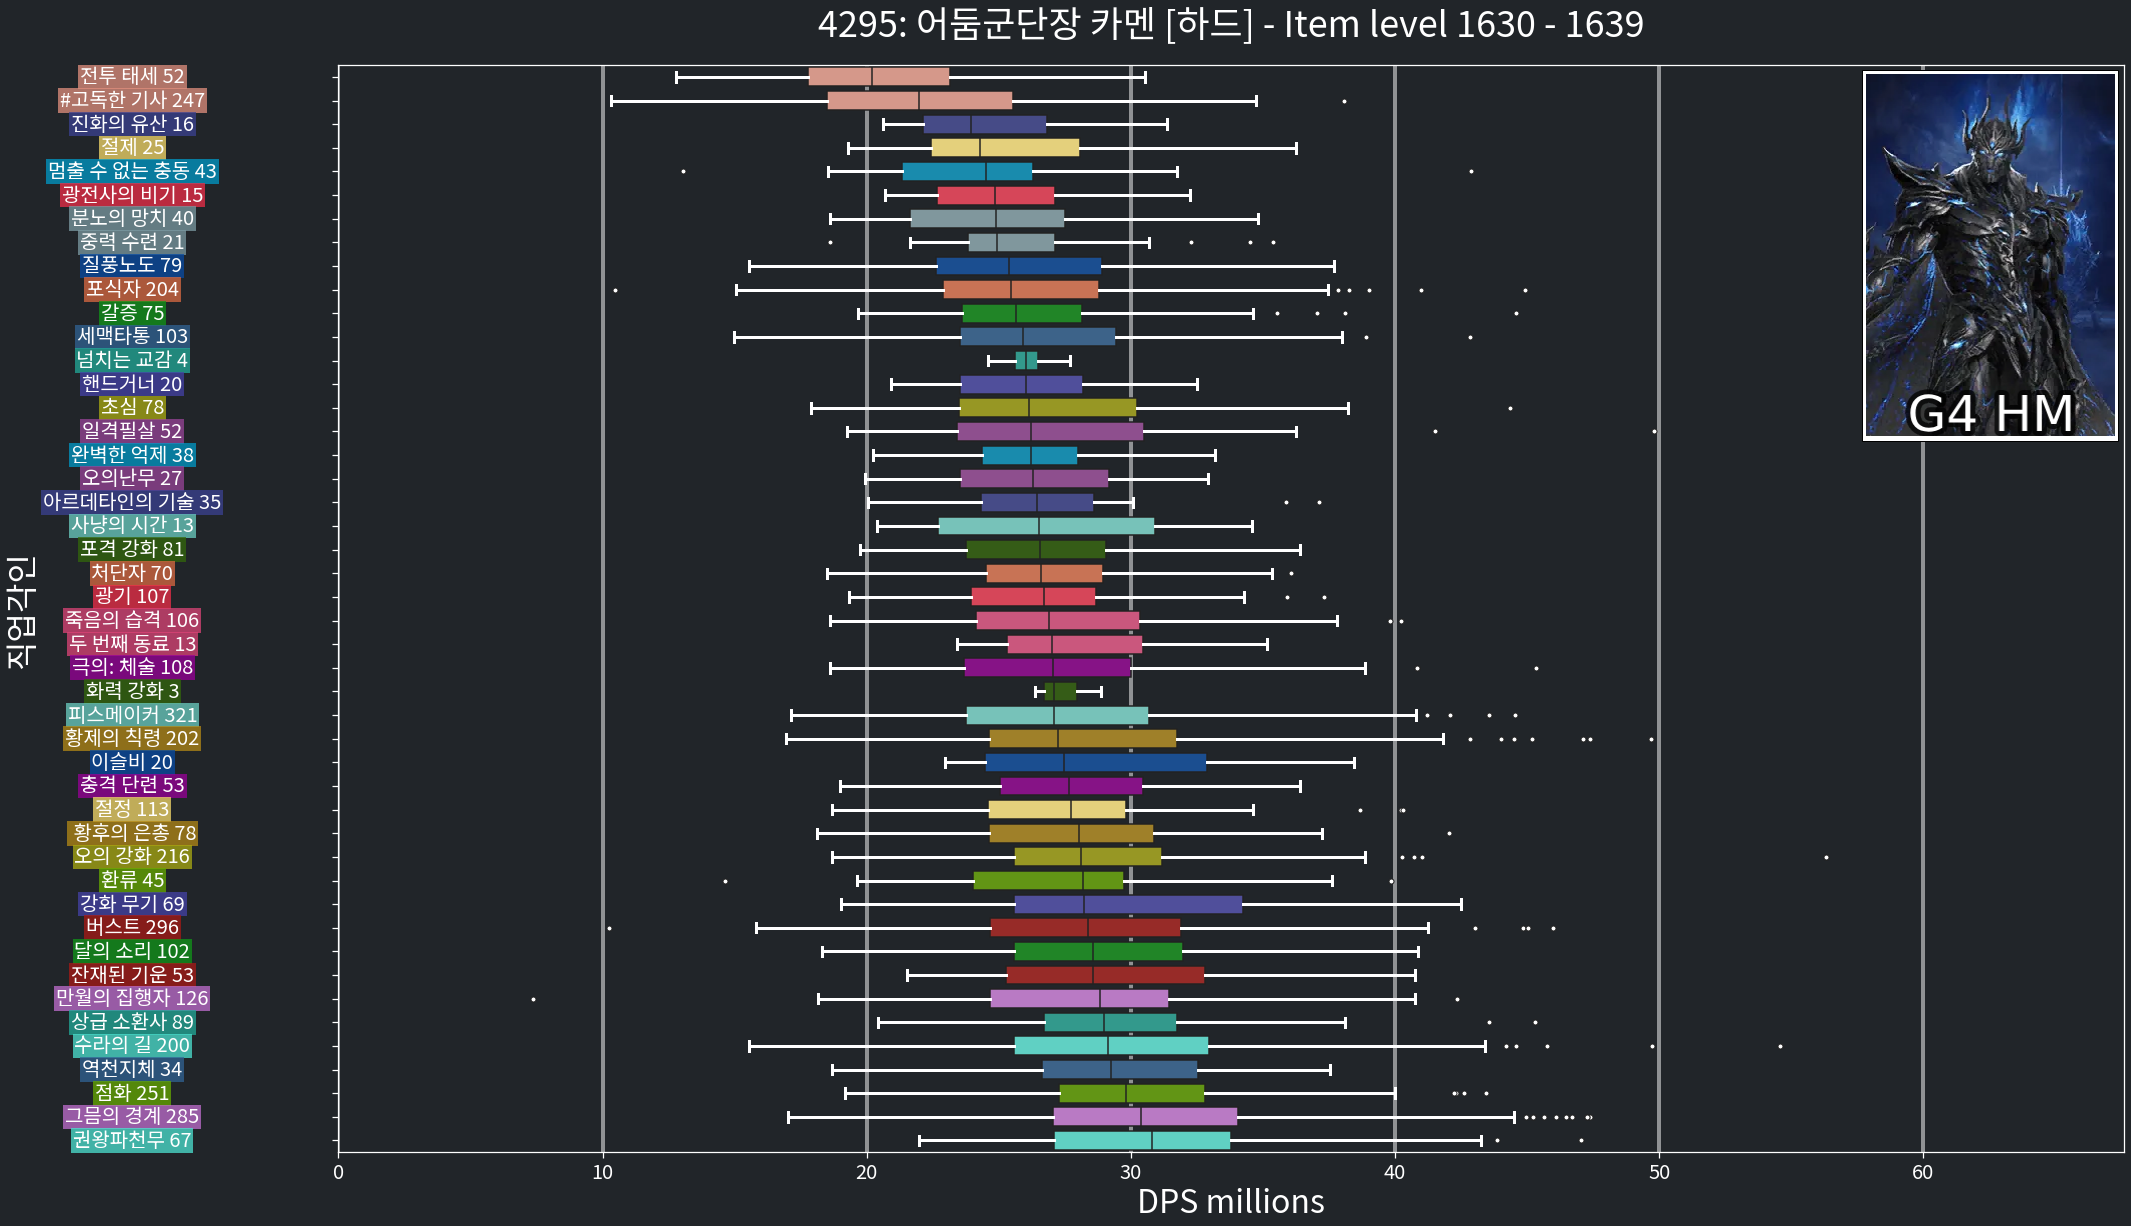 4295: 어둠군단장 카멘 [하드] - Item level 1630 - 1639
전투 태세 52
#고독한 기사 247
진화의 유산 16
절제 25
멈출 수 없는 충동 43
광전사의 비기 15
분노의 망치 40
중력 수련 21
질풍노도 79
포식자 204
갈증 75
세맥타통 103
넘치는 교감 4
핸드거너 20
초심 78
일격필살 52
완벽한 억제 38
오의난무 27
아르데타인의 기술 35
사냥의 시간 13
포격 강화 81
처단자 70
광기 107
죽음의 습격 106
두 번째 동료 13
극의: 체술 108
화력 강화 3
피스메이커 321
황제의 칙령 202
이슬비 20
충격 단련 53
절정 113
황후의 은총 78
오의 강화 216
환류 45
강화 무기 69
버스트 296
달의 소리 102
잔재된 기운 53
만월의 집행자 126
상급 소환사 89
수라의 길 200
역천지체 34
점화 251
그믐의 경계 285
권왕파천무 67
직업각인
G4 HM
0 10 20 30 40 50 60
DPS millions